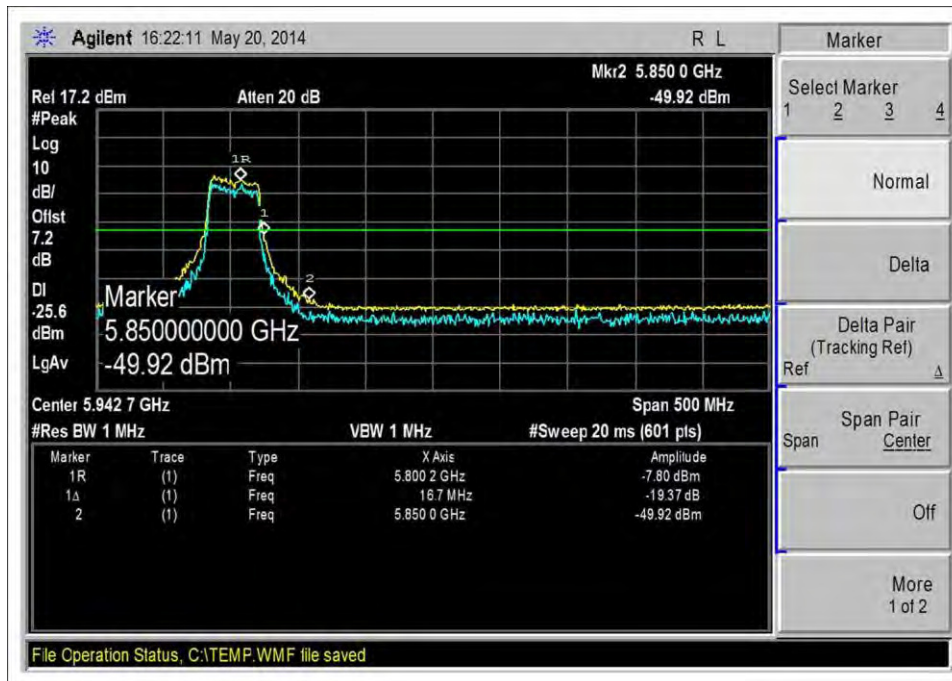 Agilent 16:22:11 May 20, 2014 R L
Mkr2 5.850 0 GHz
Ref 17.2 dBm Atten 20 dB -49.92 dBm
#Peak
Log
10
dB/
Offst
7.2
dB
DI
-25.6
dBm
LgAv
1R
1
2
Marker
5.850000000 GHz
-49.92 dBm
Center 5.942 7 GHz Span 500 MHz
#Res BW 1 MHz VBW 1 MHz #Sweep 20 ms (601 pts)
Marker Trace Type X Axis Amplitude
1R (1) Freq 5.800 2 GHz -7.80 dBm
1Δ (1) Freq 16.7 MHz -19.37 dB
2 (1) Freq 5.850 0 GHz -49.92 dBm
File Operation Status, C:\TEMP.WMF file saved
Marker
Select Marker
1 2 3 4
Normal
Delta
Delta Pair
(Tracking Ref)
Ref Δ
Span Pair
Span Center
Off
More
1 of 2